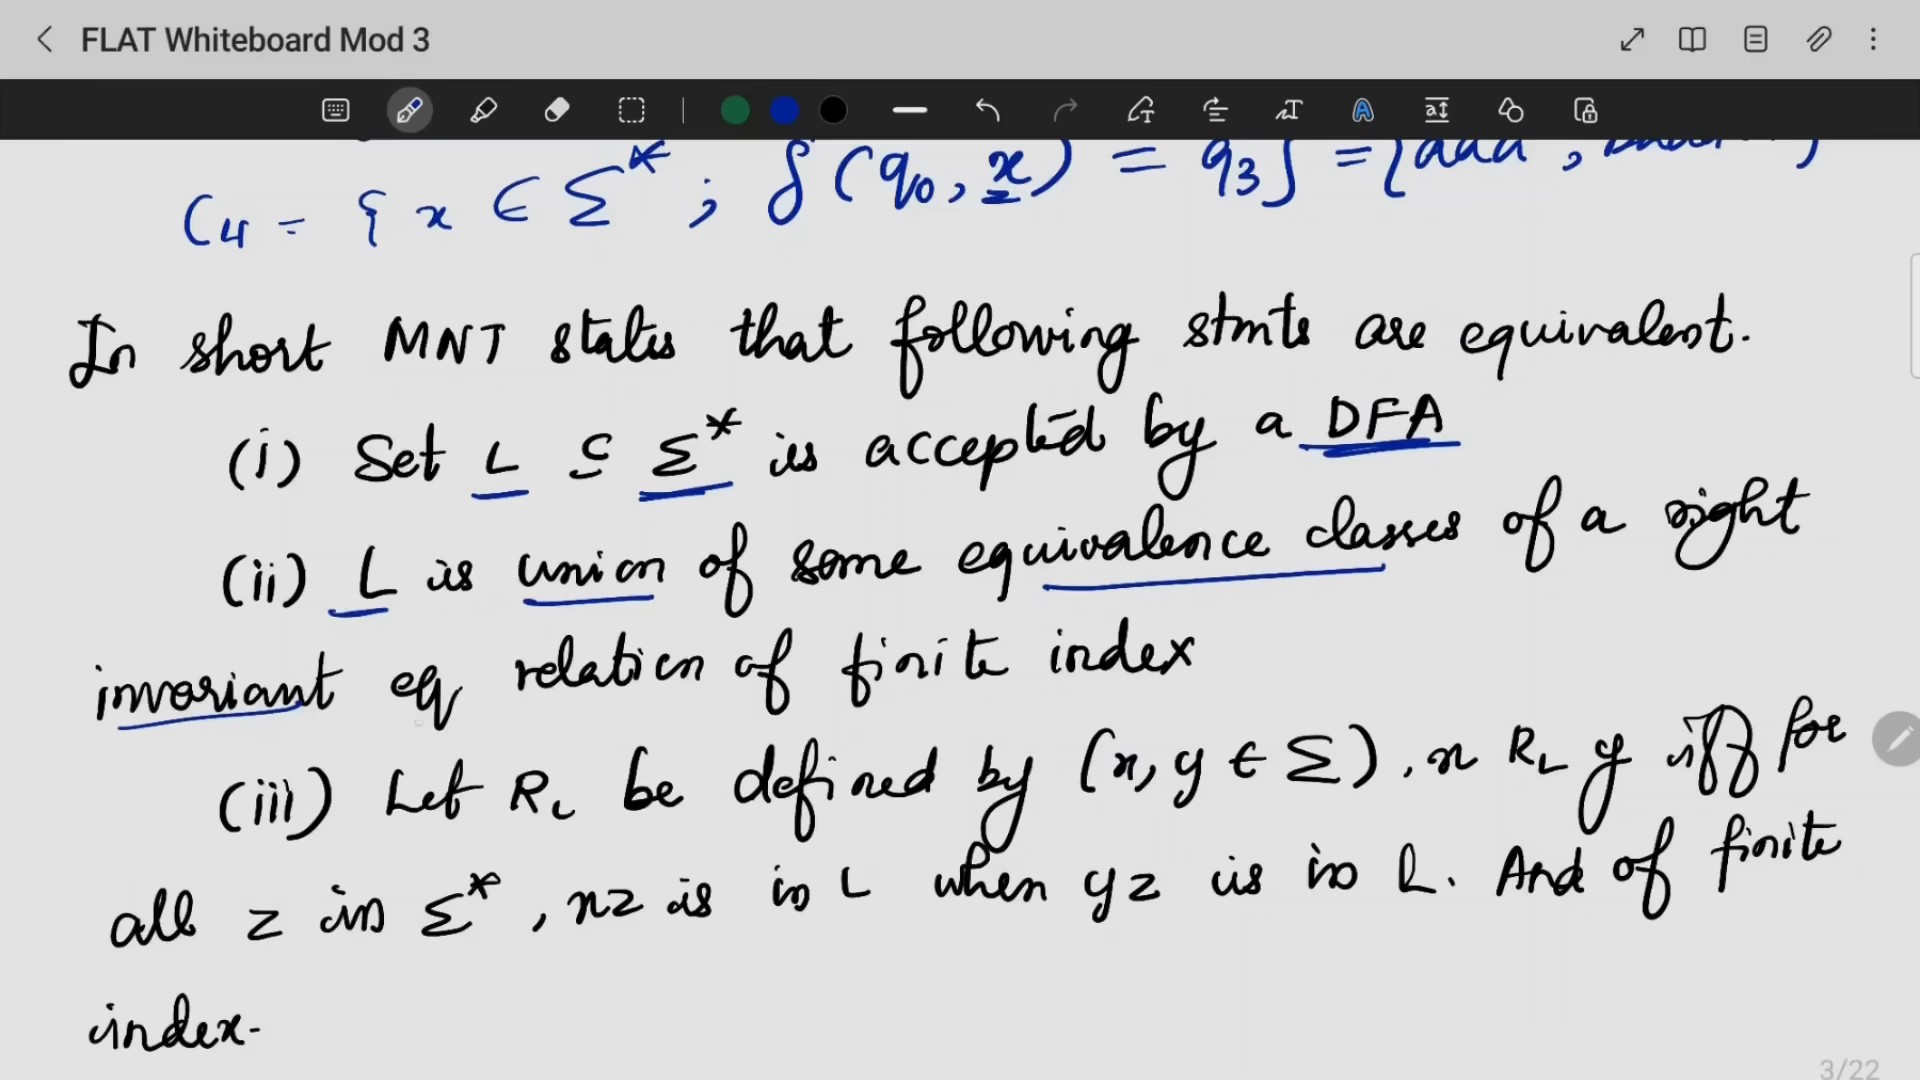 FLAT Whiteboard Mod 3
C4 = { x ∈ Σ* ; δ(q0, x) = q3} = {aaa,
In short MNT states that following stmts are equivalent.
(i) Set L ⊆ Σ* is accepted by a DFA
(ii) L is union of some equivalence classes of a right
invariant eq relation of finite index
(iii) Let RL be defined by (x, y ∈ Σ), x RL y iff for
all z in Σ*, xz is in L when yz is in L. And of finite
index.
3/22